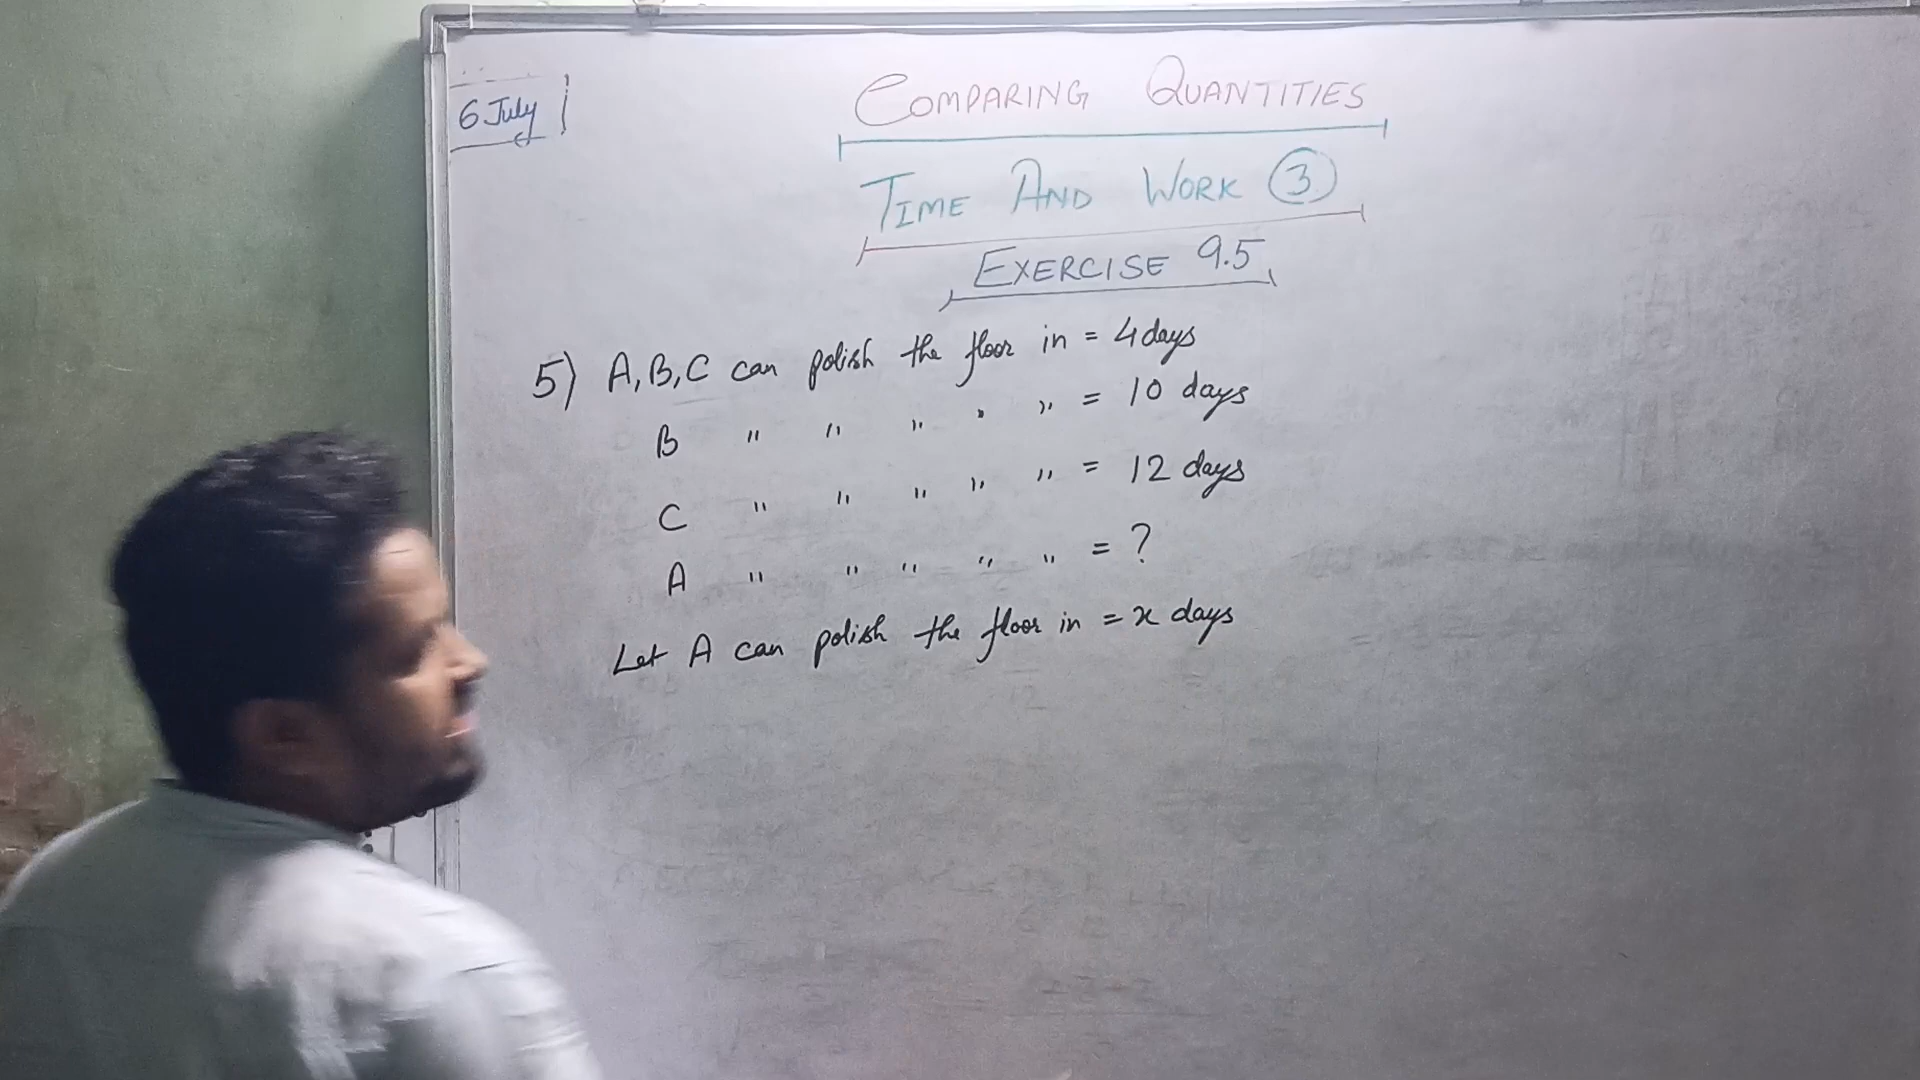 6 July
COMPARING QUANTITIES
TIME AND WORK 3
EXERCISE 9.5
5) A, B, C can polish the floor in = 4 days
B " " " " " = 10 days
C " " " " " = 12 days
A " " " " " = ?
Let A can polish the floor in = x days